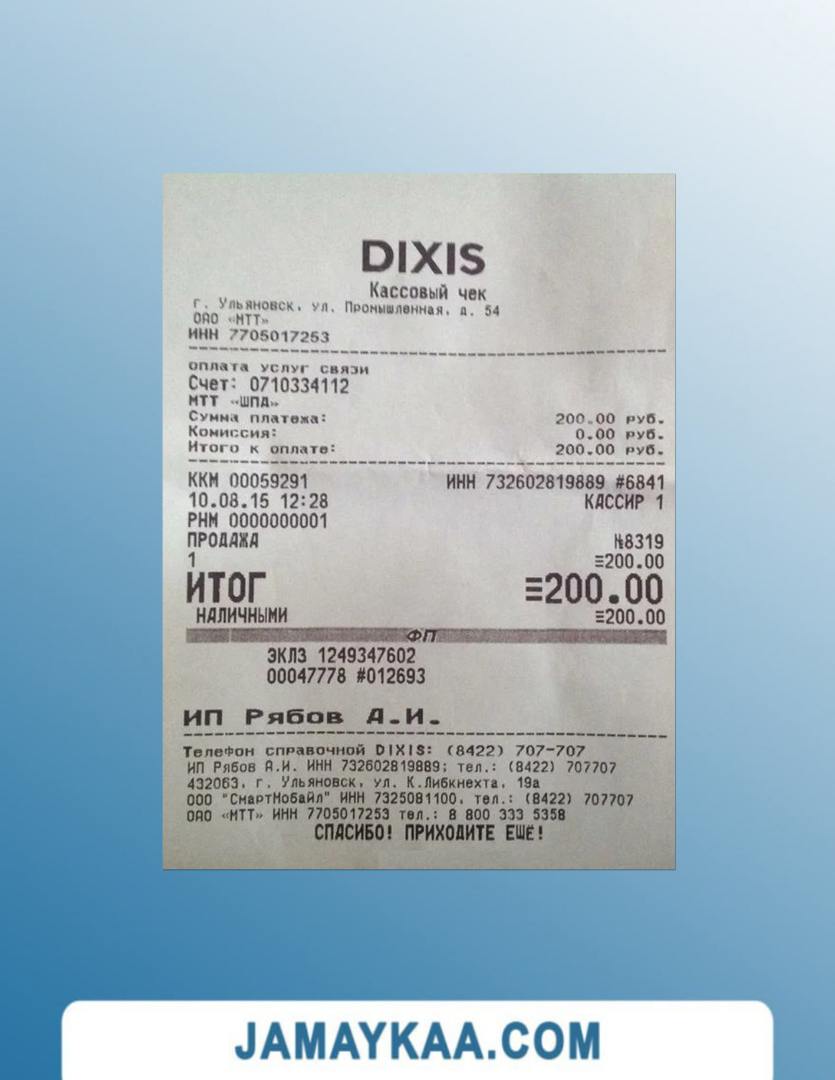 DIXIS
Кассовый чек
г. Ульяновск, ул. Промышленная, д. 54
ОАО «МТТ»
ИНН 7705017253
оплата услуг связи
Счет: 0710334112
МТТ «ШПД»
Сумма платежа: 200.00 руб.
Комиссия: 0.00 руб.
Итого к оплате: 200.00 руб.
ККМ 00059291 ИНН 732602819889 #6841
10.08.15 12:28 КАССИР 1
РНМ 0000000001
ПРОДАЖА №8319
1 ≡200.00
ИТОГ ≡200.00
НАЛИЧНЫМИ ≡200.00
ФП
ЭКЛЗ 1249347602
00047778 #012693
ИП Рябов А.И.
Телефон справочной DIXIS: (8422) 707-707
ИП Рябов А.И. ИНН 732602819889; тел.: (8422) 707707
432063, г. Ульяновск, ул. К.Либкнехта, 19а
ООО "СмартМобайл" ИНН 7325081100, тел.: (8422) 707707
ОАО «МТТ» ИНН 7705017253 тел.: 8 800 333 5358
СПАСИБО! ПРИХОДИТЕ ЕЩЕ!
JAMAYKAA.COM